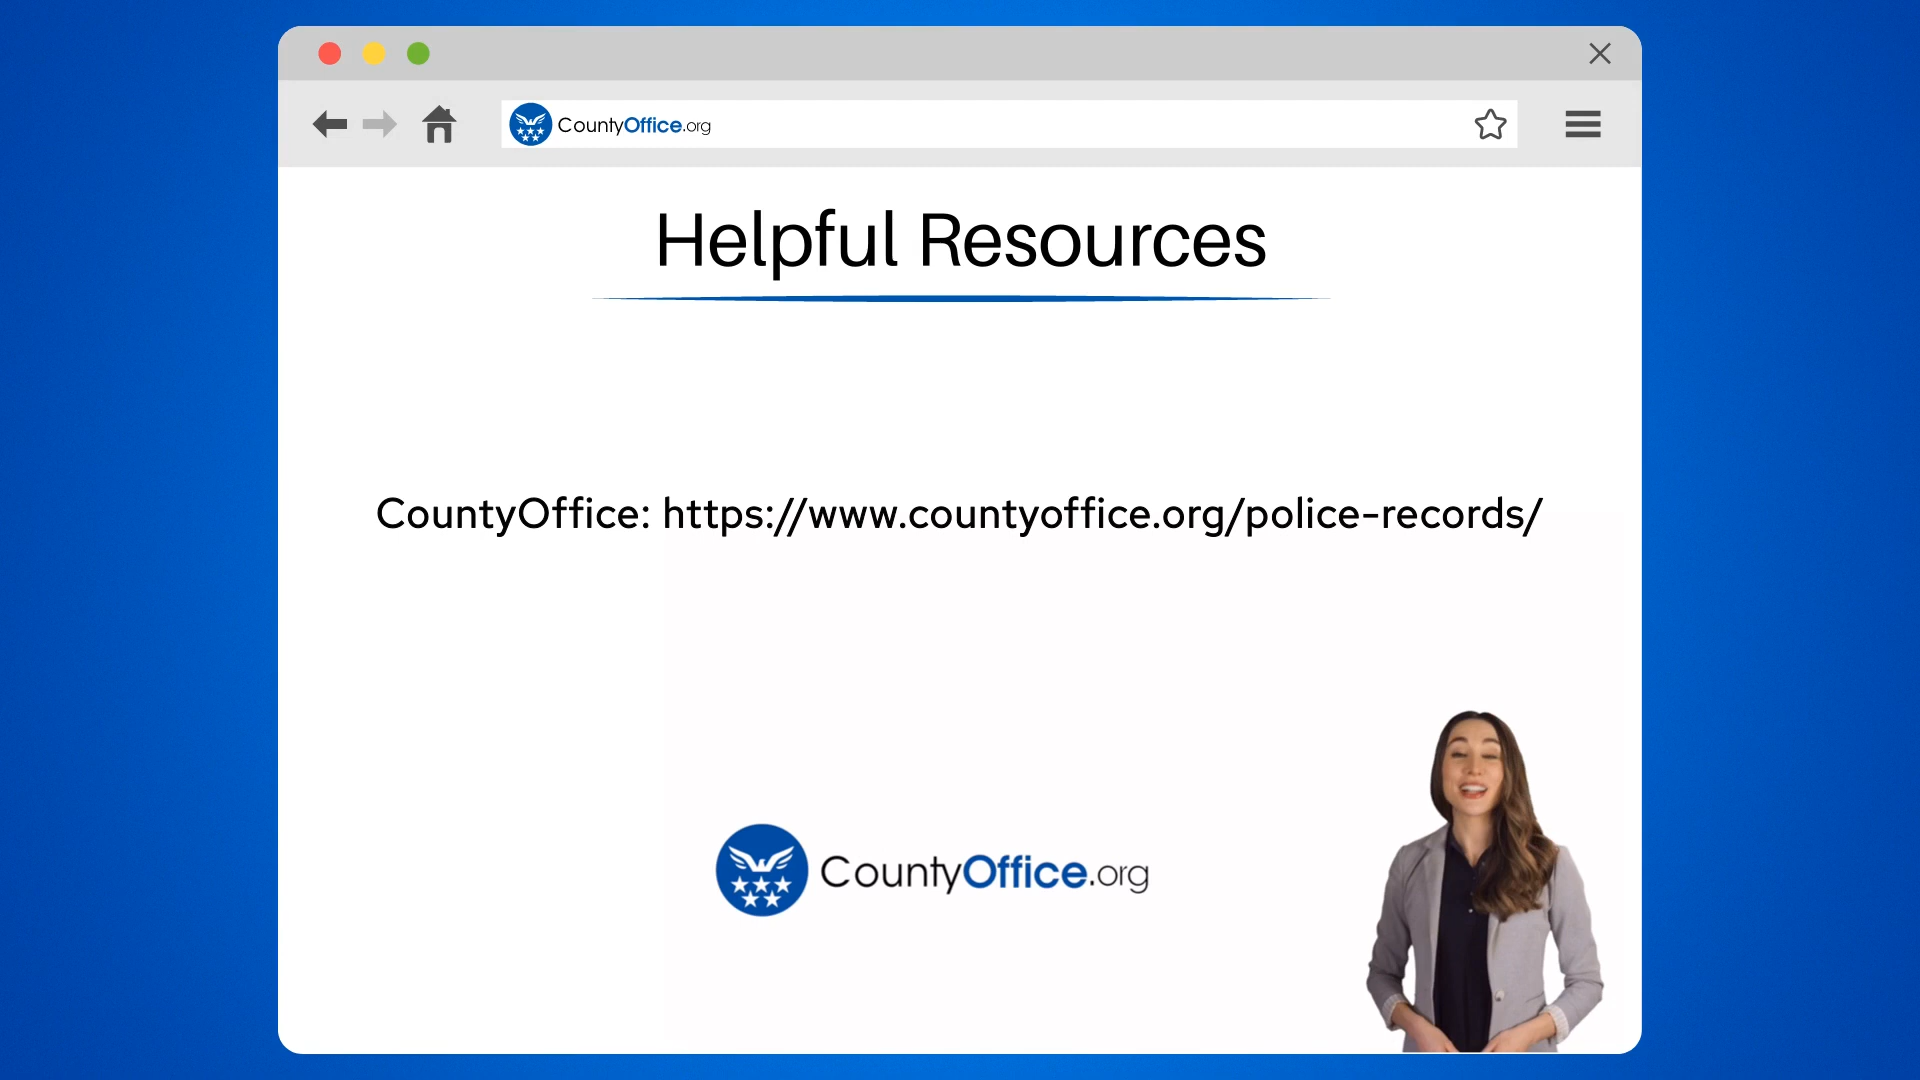 CountyOffice.org
Helpful Resources
CountyOffice: https://www.countyoffice.org/police-records/
CountyOffice.org